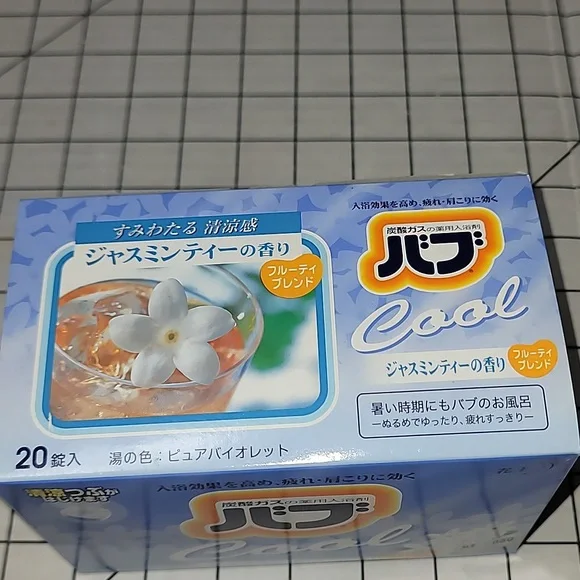 入浴効果を高め、疲れ・肩こりに効く
すみわたる 清涼感
ジャスミンティーの香り
フルーティ
ブレンド
炭酸ガスの薬用入浴剤
バブ
Cool
ジャスミンティーの香り
フルーティ
ブレンド
暑い時期にもバブのお風呂
ーぬるめでゆったり、疲れすっきりー
20錠入 湯の色:ピュアバイオレット
入浴効果を高め、疲れ・肩こりに効く
炭酸ガスの薬用入浴剤
バブ
Cool